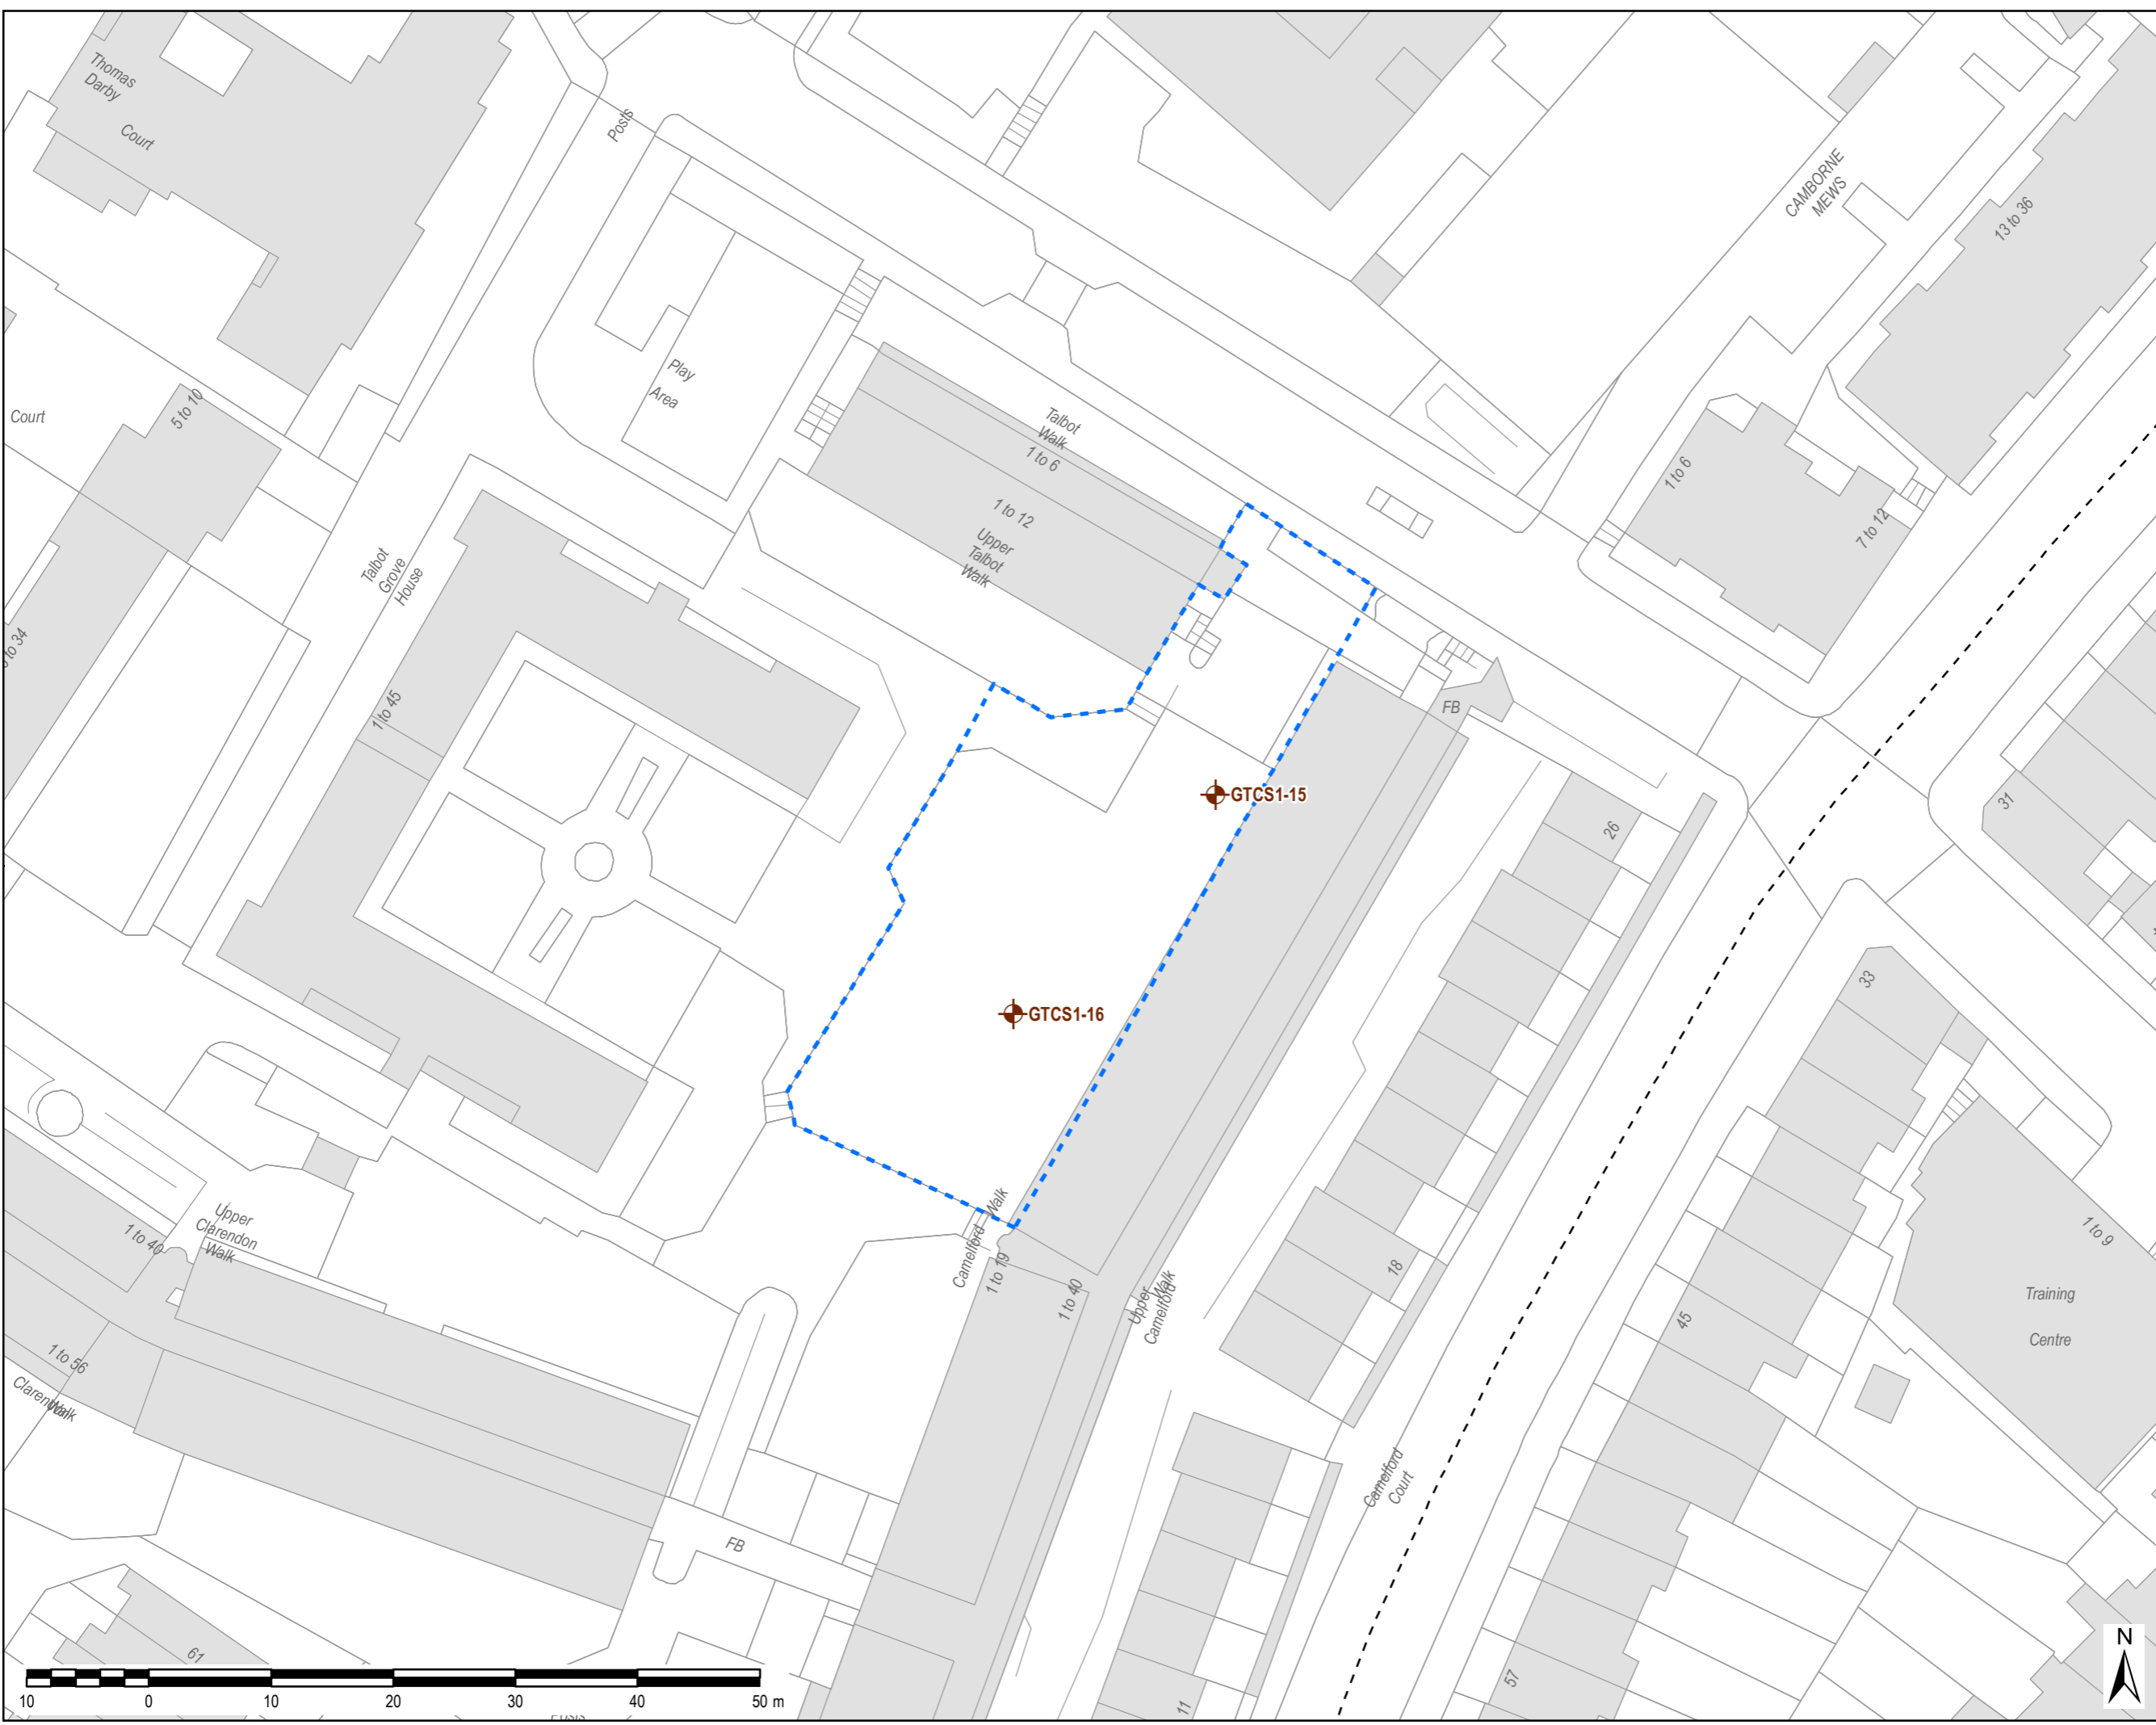 Thomas
Darby
Court
Posts
CAMBORNE
MEWS
13 to 36
Play
Area
Court
5 to 10
Talbot
Walk
1 to 6
1 to 12
Upper
Talbot
Walk
1 to 6
7 to 12
Talbot
Grove
House
to 34
1 to 45
FB
GTCS1-15
31
26
33
GTCS1-16
Upper
Clarendon
Walk
1 to 40
Camelford Walk
1 to 19
1 to 40
Upper
Camelford
Walk
18
1 to 9
Training
Centre
45
1 to 56
Clarendon
Walk
Camelford
Court
FB
61
57
11
N
10 0 10 20 30 40 50 m